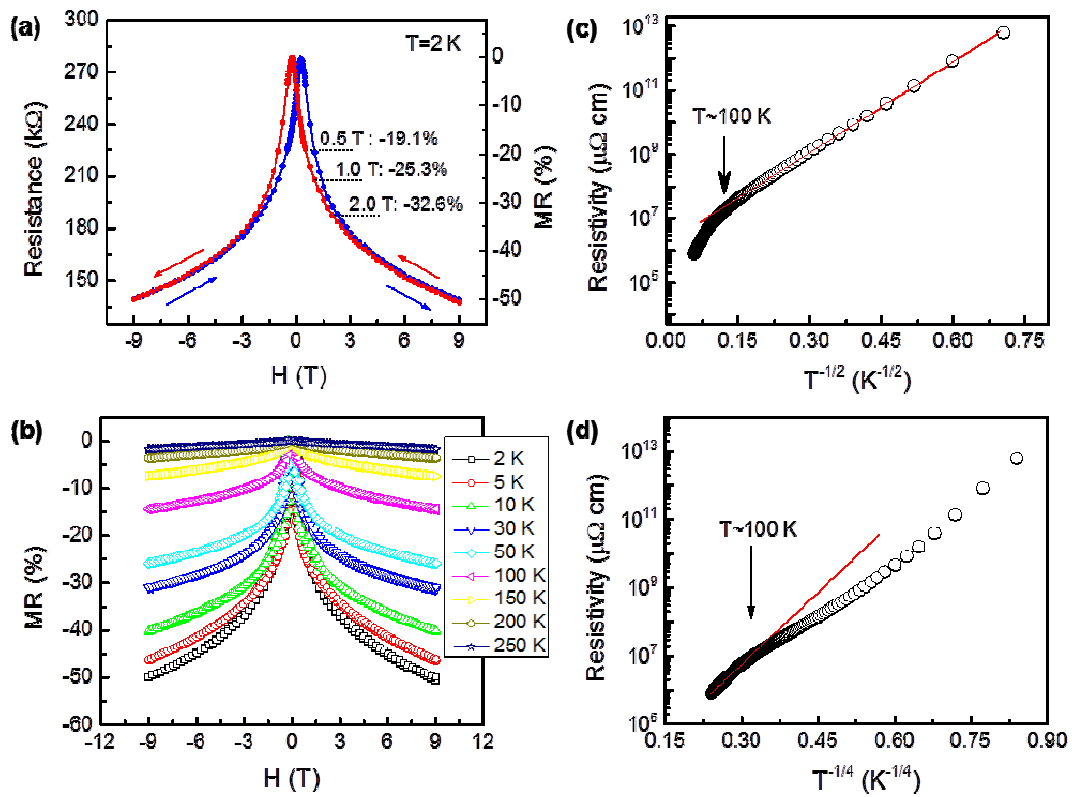 (a)
T=2 K
300
270
240
210
180
150
0
-10
-20
-30
-40
-50
0.5 T : -19.1%
1.0 T: -25.3%
2.0 T: -32.6%
Resistance (kΩ)
MR (%)
-9 -6 -3 0 3 6 9
H (T)
(c)
10^13
10^11
10^9
10^7
10^5
T~100 K
Resistivity (μΩ cm)
0.00 0.15 0.30 0.45 0.60 0.75
T^-1/2 (K^-1/2)
(b)
0
-10
-20
-30
-40
-50
-60
MR (%)
2 K
5 K
10 K
30 K
50 K
100 K
150 K
200 K
250 K
-12 -9 -6 -3 0 3 6 9 12
H (T)
(d)
10^13
10^11
10^9
10^7
10^6
T~100 K
Resistivity (μΩ cm)
0.15 0.30 0.45 0.60 0.75 0.90
T^-1/4 (K^-1/4)